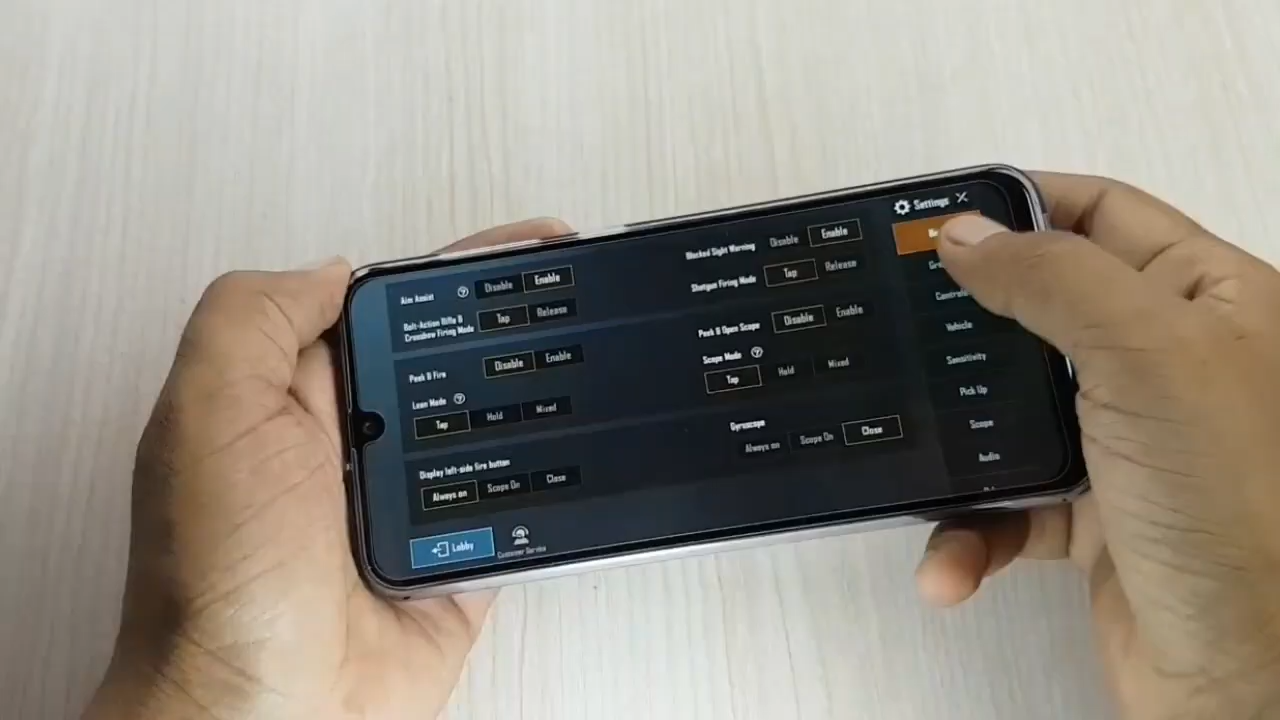 Settings
Aim Assist
Disable
Enable
Bolt-Action Rifle &
Crossbow Firing Mode
Tap
Release
Peek & Fire
Disable
Enable
Lean Mode
Tap
Hold
Mixed
Display left-side fire button
Always on
Scope On
Close
Lobby
Customer Service
Blocked Sight Warning
Disable
Enable
Shotgun Firing Mode
Tap
Release
Peek & Open Scope
Disable
Enable
Scope Mode
Tap
Hold
Mixed
Gyroscope
Always on
Scope On
Close
Vehicle
Sensitivity
Pick Up
Scope
Audio